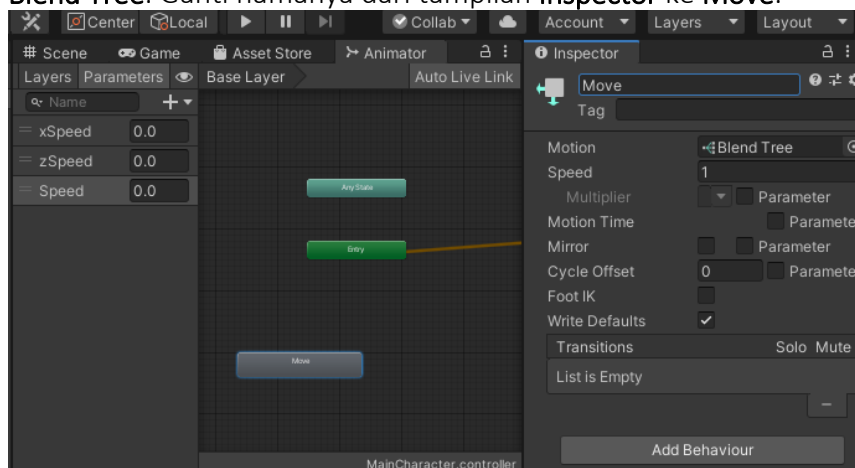 Blend Tree. Ganti namanya dari tampilan Inspector ke Move.
Center Local Collab Account Layers Layout
Scene Game Asset Store Animator Inspector
Layers Parameters Base Layer Auto Live Link
Name
Move
Tag
xSpeed 0.0
zSpeed 0.0
Speed 0.0
Any State
Entry
Move
Motion Blend Tree
Speed 1
Multiplier Parameter
Motion Time Paramete
Mirror Parameter
Cycle Offset 0 Paramete
Foot IK
Write Defaults
Transitions Solo Mute
List is Empty
Add Behaviour
MainCharacter.controller